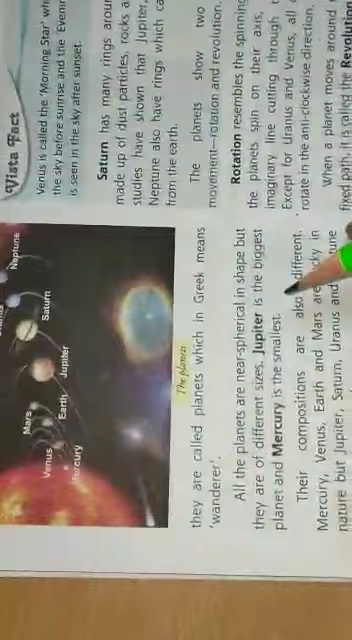 Neptune
Saturn
Jupiter
Mars
Earth
Venus
Mercury
The planets
they are called planets which in Greek means
'wanderer'.
All the planets are near-spherical in shape but
they are of different sizes. Jupiter is the biggest
planet and Mercury is the smallest.
Their compositions are also different.
Mercury, Venus, Earth and Mars are in
nature but Jupiter, Saturn, Uranus and
Vista Fact
Venus is called the 'Morning Star'
the sky before sunrise and the
is seen in the sky after sunset.
Saturn has many rings
made up of dust particles, rocks
studies have shown that Jupiter,
Neptune also have rings which
from the earth.
The planets show two
movement—rotation and revolution.
Rotation resembles the spinning
the planets spin on their axis,
imaginary line cutting through
Except for Uranus and Venus, all
rotate in the anti-clockwise direction.
When a planet moves around
fixed path, it is called the